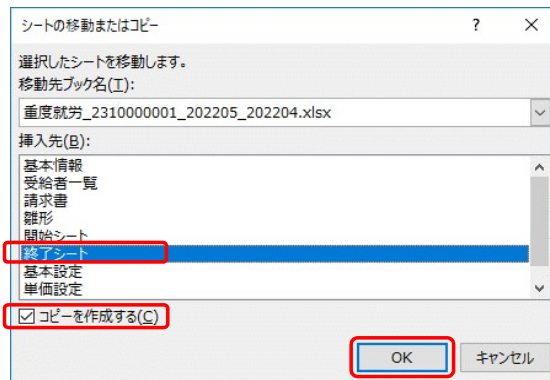 シートの移動またはコピー ? ×
選択したシートを移動します。
移動先ブック名(T):
重度就労_2310000001_202205_202204.xlsx
挿入先(B):
基本情報
受給者一覧
請求書
雛形
開始シート
終了シート
基本設定
単価設定
コピーを作成する(C)
OK キャンセル